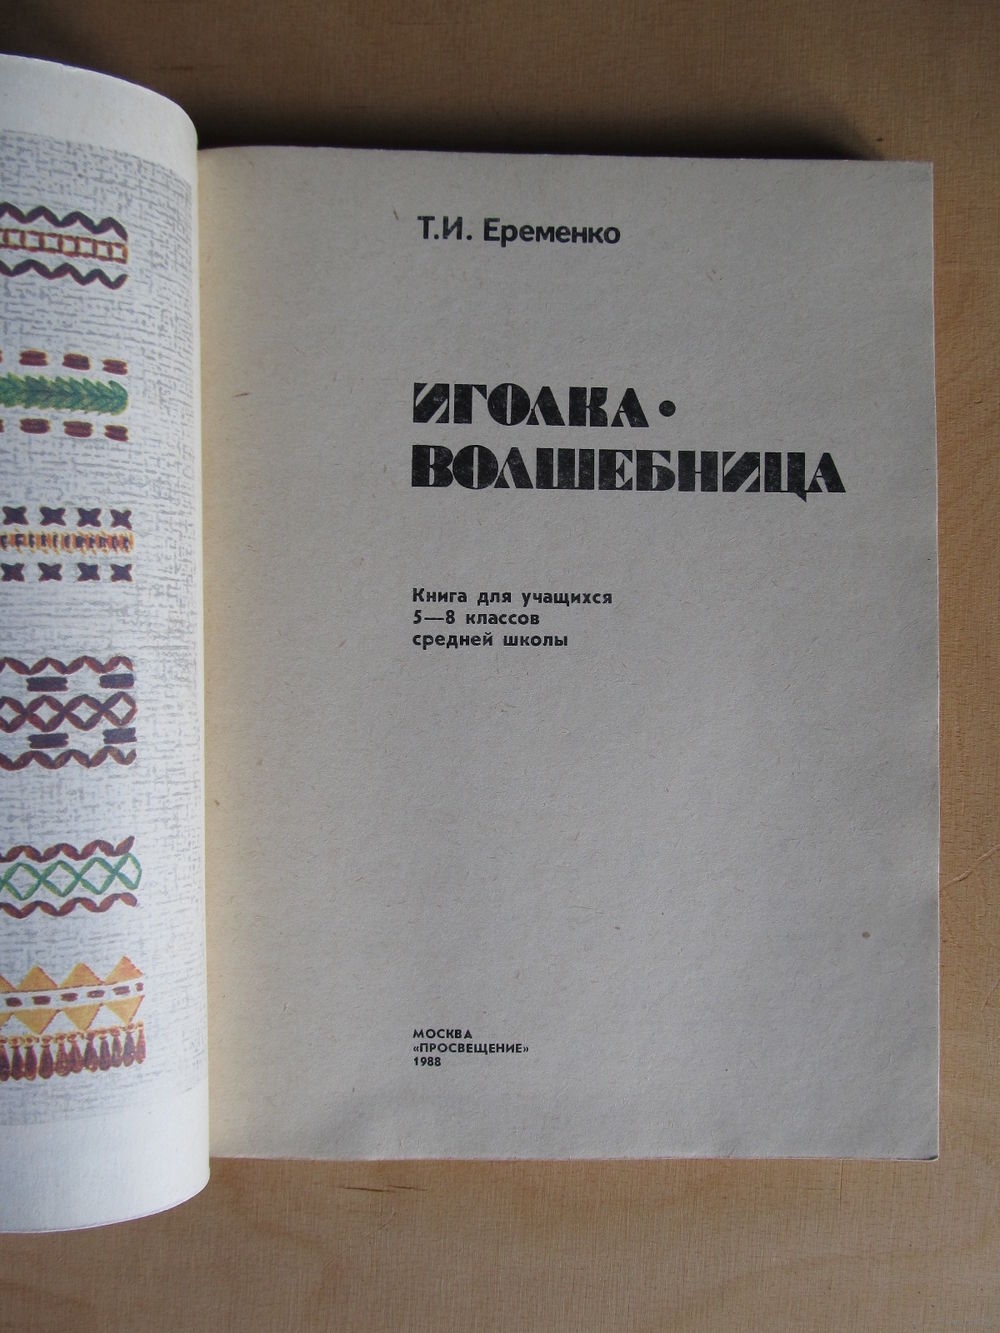 Т.И. Еременко
ИГОЛКА •
ВОЛШЕБНИЦА
Книга для учащихся
5—8 классов
средней школы
МОСКВА
«ПРОСВЕЩЕНИЕ»
1988